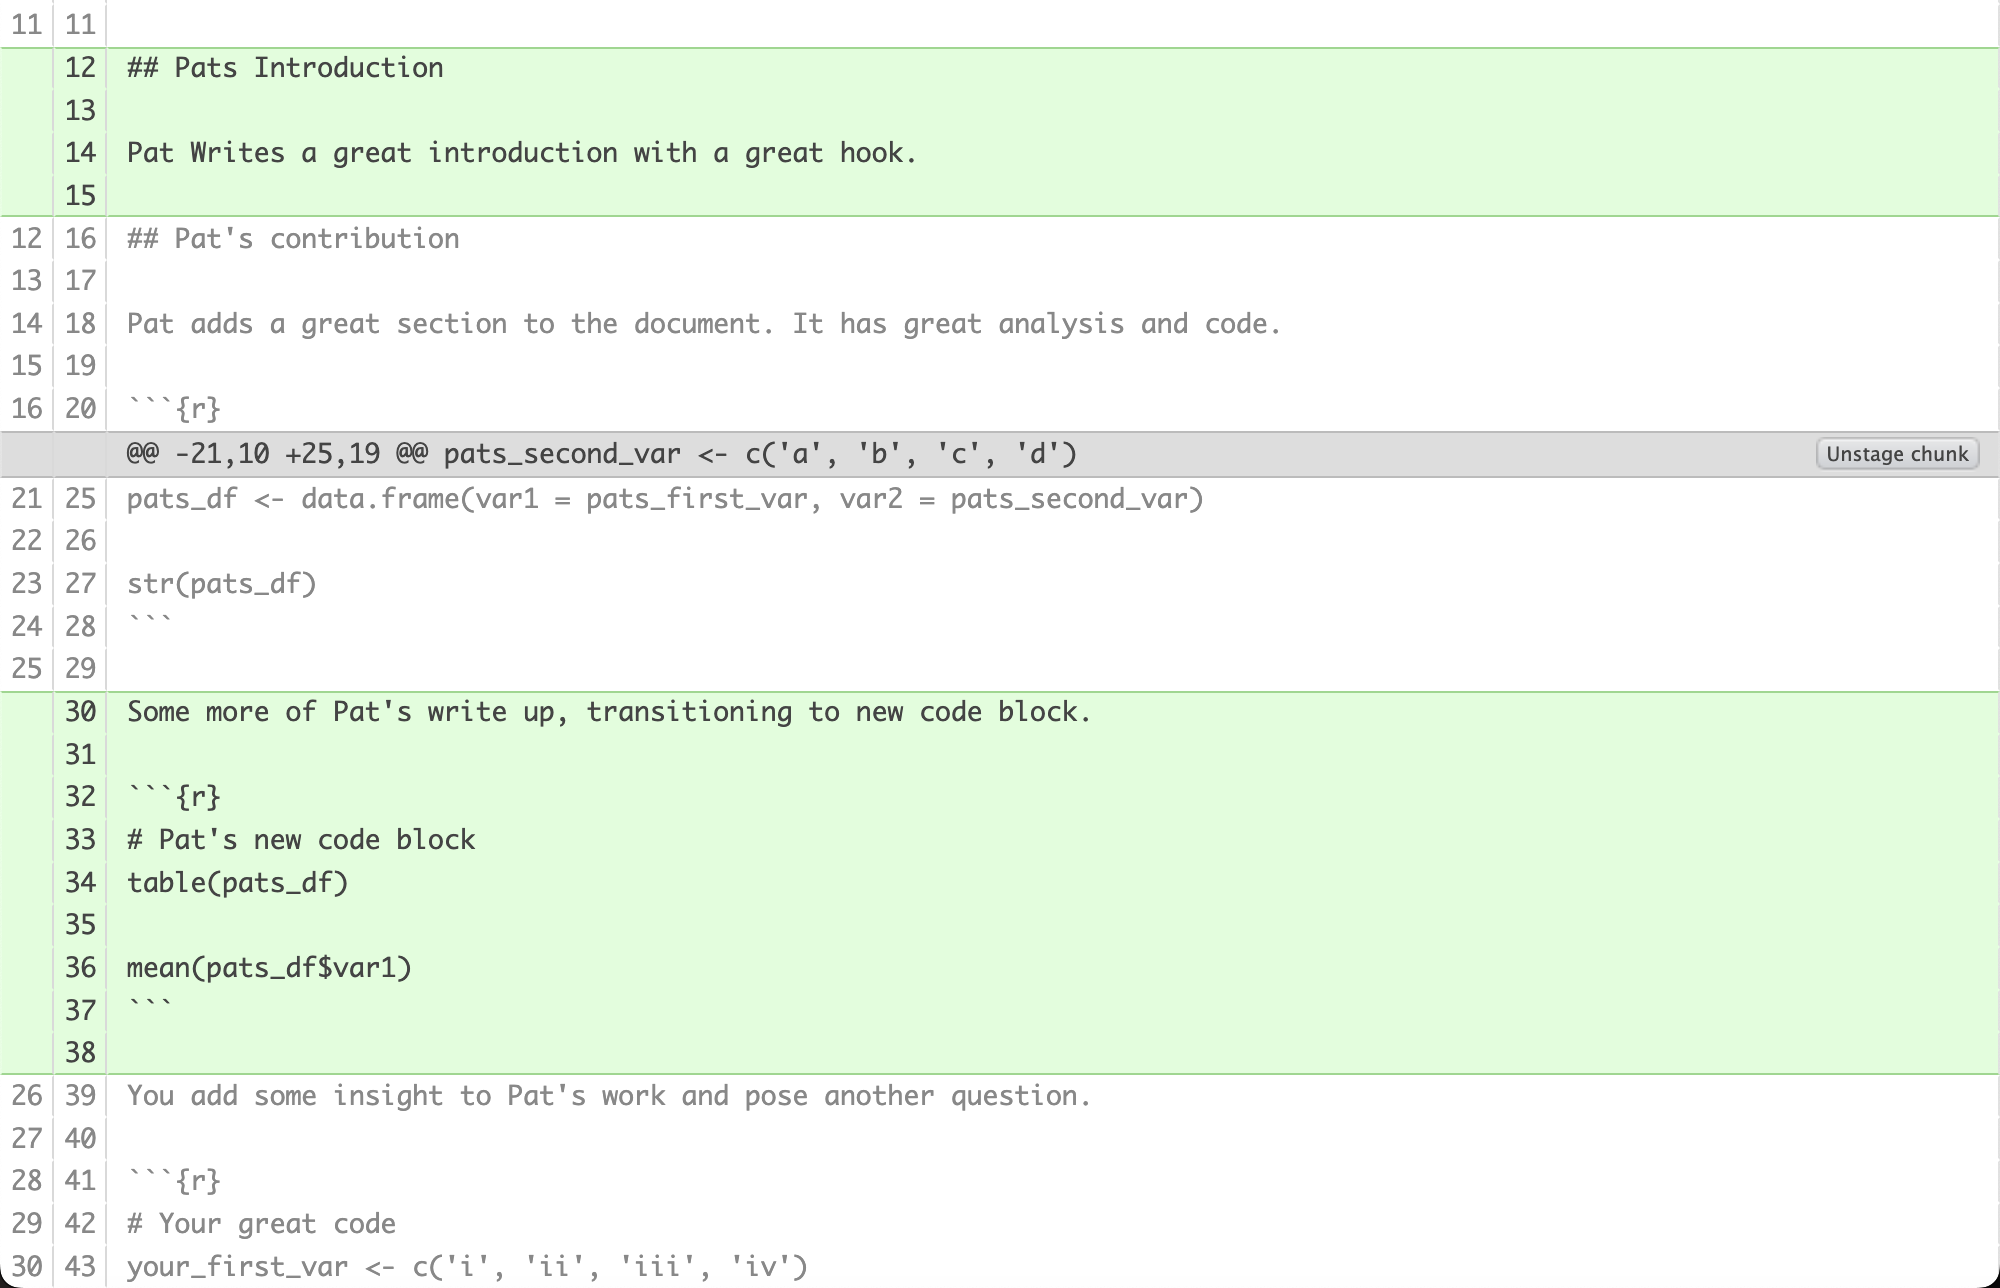 11 11
12 ## Pats Introduction
13
14 Pat Writes a great introduction with a great hook.
15
12 16 ## Pat's contribution
13 17
14 18 Pat adds a great section to the document. It has great analysis and code.
15 19
16 20 ```{r}
@@ -21,10 +25,19 @@ pats_second_var <- c('a', 'b', 'c', 'd') Unstage chunk
21 25 pats_df <- data.frame(var1 = pats_first_var, var2 = pats_second_var)
22 26
23 27 str(pats_df)
24 28 ```
25 29
30 Some more of Pat's write up, transitioning to new code block.
31
32 ```{r}
33 # Pat's new code block
34 table(pats_df)
35
36 mean(pats_df$var1)
37 ```
38
26 39 You add some insight to Pat's work and pose another question.
27 40
28 41 ```{r}
29 42 # Your great code
30 43 your_first_var <- c('i', 'ii', 'iii', 'iv')